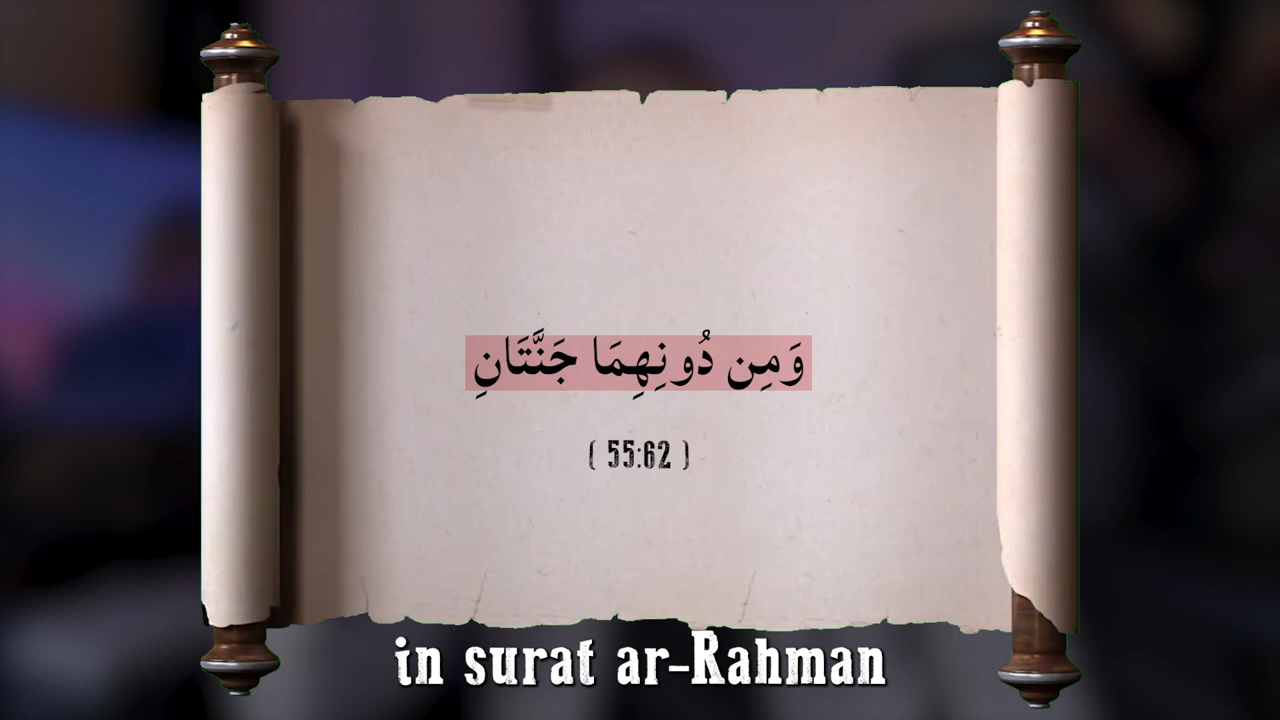 وَمِن دُونِهِمَا جَنَّتَانِ
( 55:62 )
in surat ar-Rahman